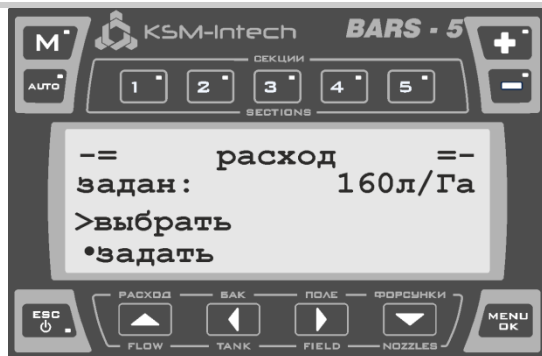 M
KSM-Intech
BARS - 5
+
AUTO
СЕКЦИИ
-
1 2 3 4 5
SECTIONS
-= расход =-
задан: 160л/Га
>выбрать
•задать
РАСХОД БАК ПОЛЕ ФОРСУНКИ
ESC
MENU
OK
FLOW TANK FIELD NOZZLES